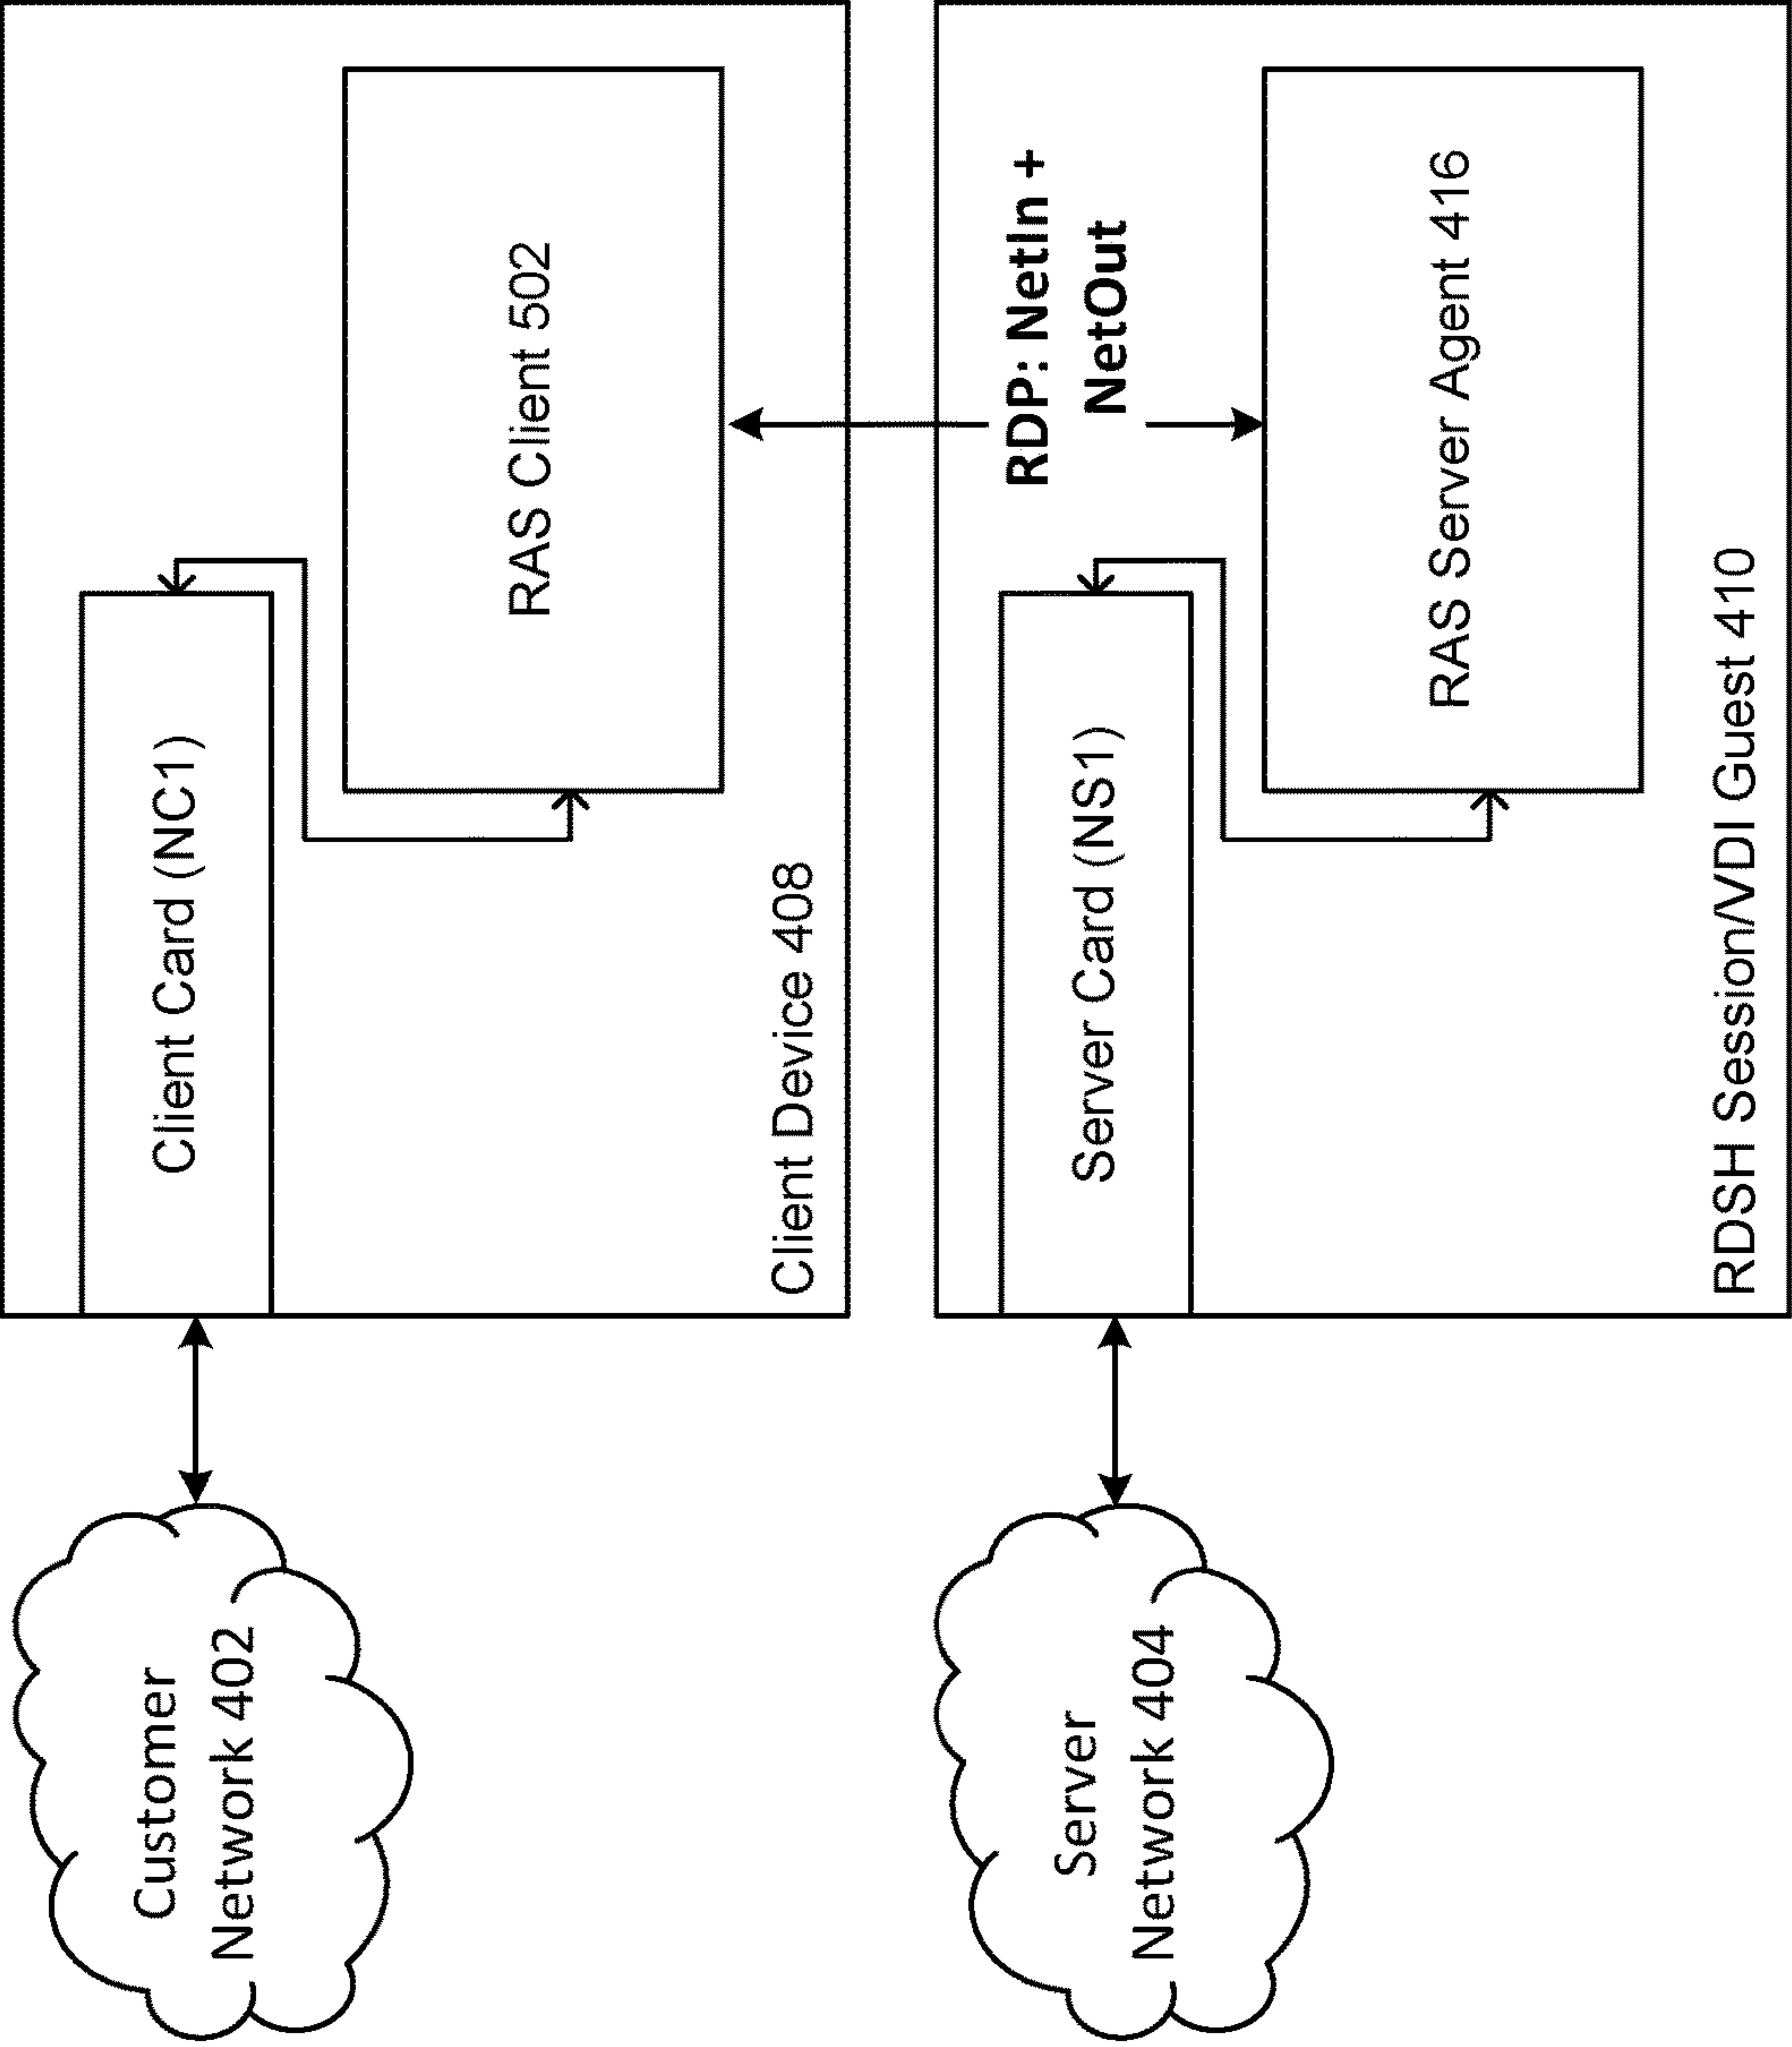 Customer
Network 402
Client Card (NC1)
RAS Client 502
Client Device 408
RDP: NetIn +
NetOut
Server
Network 404
Server Card (NS1)
RAS Server Agent 416
RDSH Session/VDI Guest 410